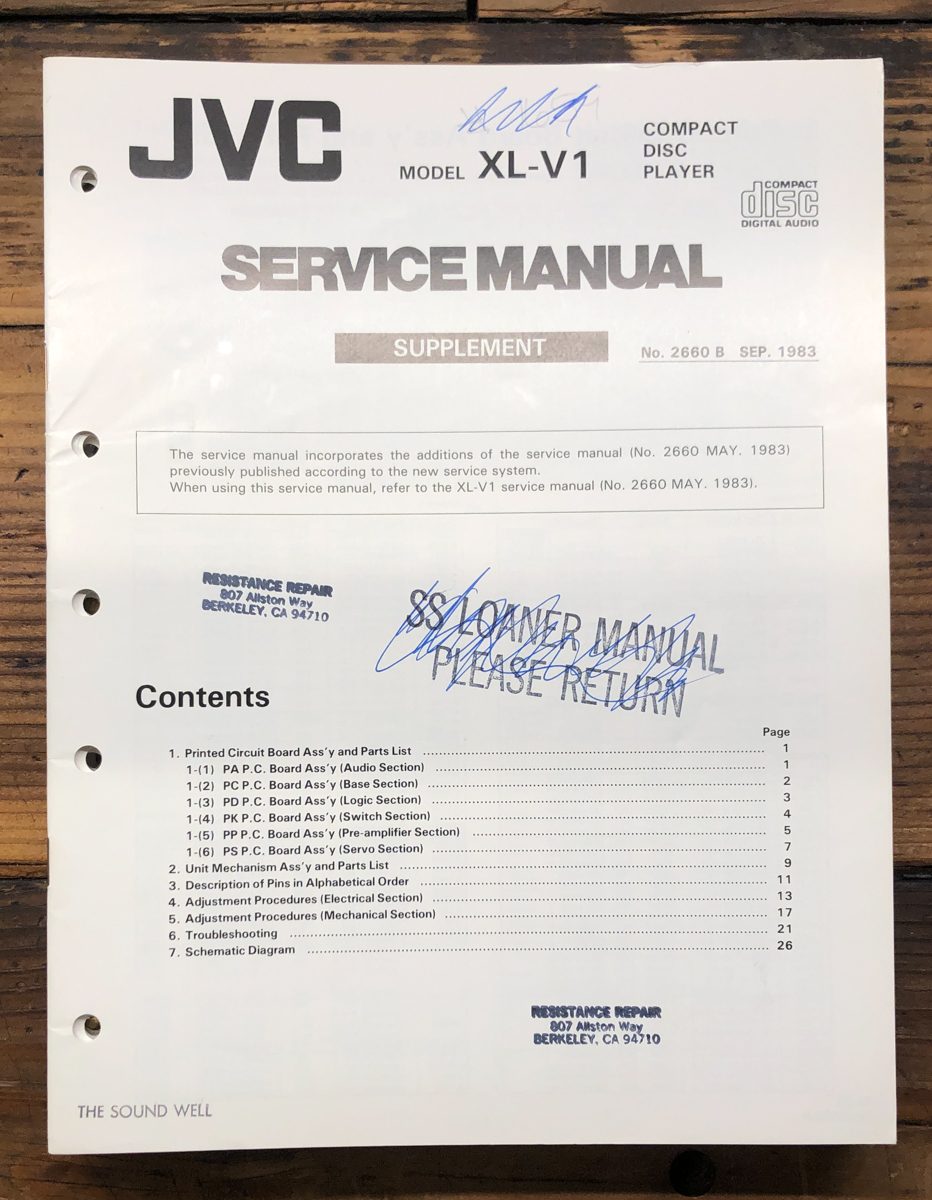 JVC
MODEL XL-V1
COMPACT
DISC
PLAYER
COMPACT
disc
DIGITAL AUDIO
SERVICE MANUAL
SUPPLEMENT
No. 2660 B SEP. 1983
The service manual incorporates the additions of the service manual (No. 2660 MAY. 1983)
previously published according to the new service system.
When using this service manual, refer to the XL-V1 service manual (No. 2660 MAY. 1983).
RESISTANCE REPAIR
807 Allston Way
BERKELEY, CA 94710
SS LOANER MANUAL
PLEASE RETURN
Contents
Page
1. Printed Circuit Board Ass'y and Parts List 1
1-(1) PA P.C. Board Ass'y (Audio Section) 1
1-(2) PC P.C. Board Ass'y (Base Section) 2
1-(3) PD P.C. Board Ass'y (Logic Section) 3
1-(4) PK P.C. Board Ass'y (Switch Section) 4
1-(5) PP P.C. Board Ass'y (Pre-amplifier Section) 5
1-(6) PS P.C. Board Ass'y (Servo Section) 7
2. Unit Mechanism Ass'y and Parts List 9
3. Description of Pins in Alphabetical Order 11
4. Adjustment Procedures (Electrical Section) 13
5. Adjustment Procedures (Mechanical Section) 17
6. Troubleshooting 21
7. Schematic Diagram 26
RESISTANCE REPAIR
807 Allston Way
BERKELEY, CA 94710
THE SOUND WELL